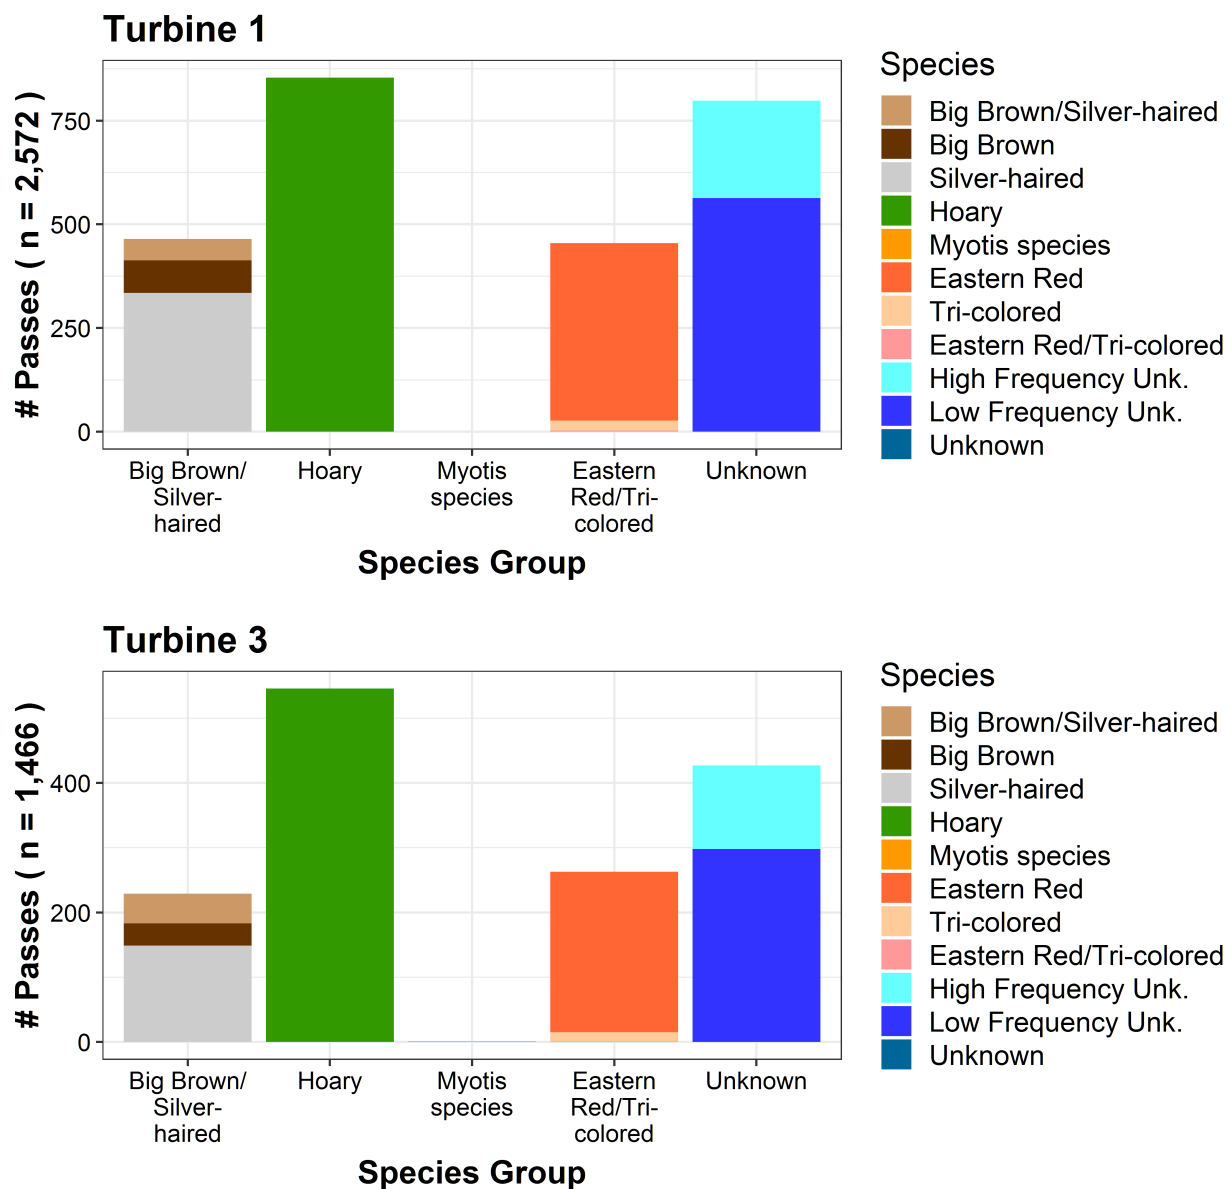 Turbine 1
# Passes ( n = 2,572 )
750
500
250
0
Big Brown/
Silver-
haired
Hoary
Myotis
species
Eastern
Red/Tri-
colored
Unknown
Species Group
Species
Big Brown/Silver-haired
Big Brown
Silver-haired
Hoary
Myotis species
Eastern Red
Tri-colored
Eastern Red/Tri-colored
High Frequency Unk.
Low Frequency Unk.
Unknown
Turbine 3
# Passes ( n = 1,466 )
400
200
0
Big Brown/
Silver-
haired
Hoary
Myotis
species
Eastern
Red/Tri-
colored
Unknown
Species Group
Species
Big Brown/Silver-haired
Big Brown
Silver-haired
Hoary
Myotis species
Eastern Red
Tri-colored
Eastern Red/Tri-colored
High Frequency Unk.
Low Frequency Unk.
Unknown